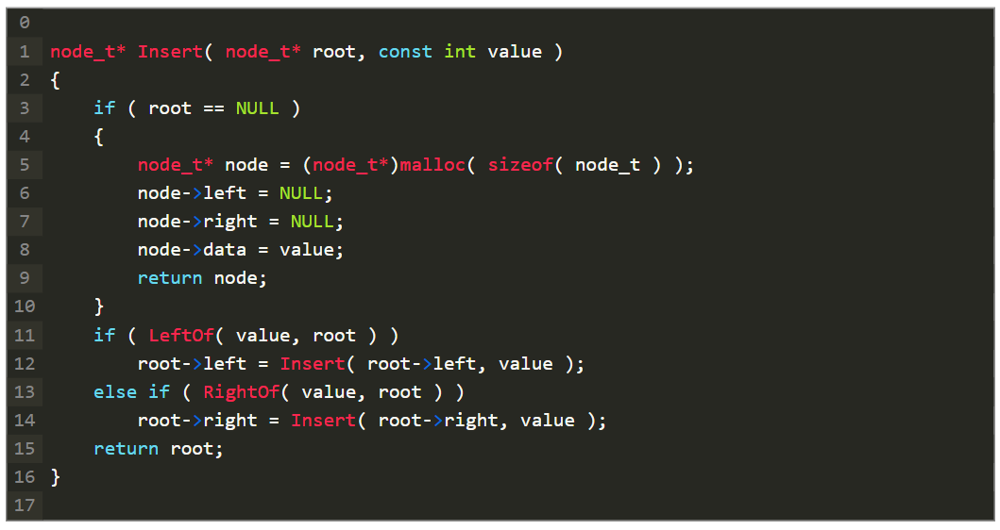 0
1 node_t* Insert( node_t* root, const int value )
2 {
3     if ( root == NULL )
4     {
5         node_t* node = (node_t*)malloc( sizeof( node_t ) );
6         node->left = NULL;
7         node->right = NULL;
8         node->data = value;
9         return node;
10     }
11     if ( LeftOf( value, root ) )
12         root->left = Insert( root->left, value );
13     else if ( RightOf( value, root ) )
14         root->right = Insert( root->right, value );
15     return root;
16 }
17